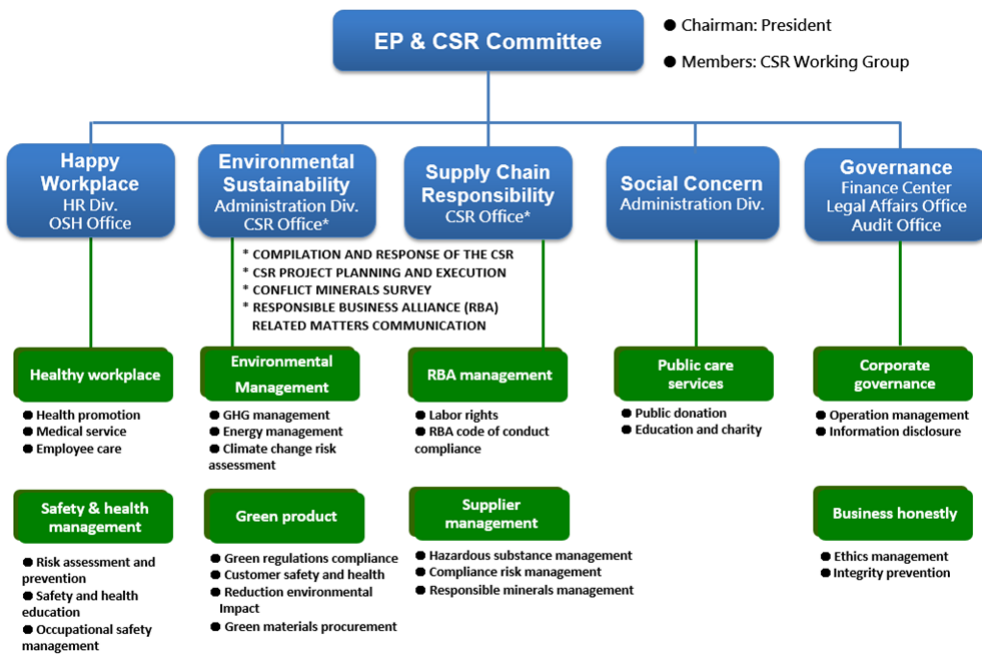 EP & CSR Committee
● Chairman: President
● Members: CSR Working Group
Happy
Workplace
HR Div.
OSH Office
Environmental
Sustainability
Administration Div.
CSR Office*
Supply Chain
Responsibility
CSR Office*
Social Concern
Administration Div.
Governance
Finance Center
Legal Affairs Office
Audit Office
* COMPILATION AND RESPONSE OF THE CSR
* CSR PROJECT PLANNING AND EXECUTION
* CONFLICT MINERALS SURVEY
* RESPONSIBLE BUSINESS ALLIANCE (RBA)
RELATED MATTERS COMMUNICATION
Healthy workplace
● Health promotion
● Medical service
● Employee care
Environmental
Management
● GHG management
● Energy management
● Climate change risk
assessment
RBA management
● Labor rights
● RBA code of conduct
compliance
Public care
services
● Public donation
● Education and charity
Corporate
governance
● Operation management
● Information disclosure
Safety & health
management
● Risk assessment and
prevention
● Safety and health
education
● Occupational safety
management
Green product
● Green regulations compliance
● Customer safety and health
● Reduction environmental
Impact
● Green materials procurement
Supplier
management
● Hazardous substance management
● Compliance risk management
● Responsible minerals management
Business honestly
● Ethics management
● Integrity prevention